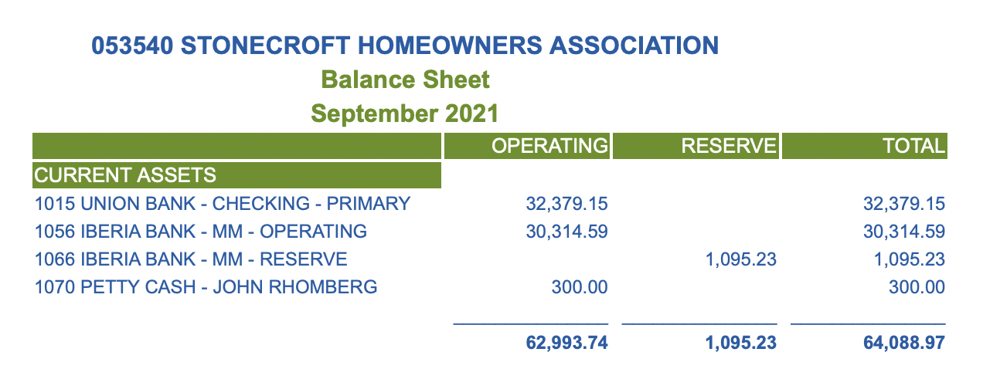 053540 STONECROFT HOMEOWNERS ASSOCIATION
Balance Sheet
September 2021
OPERATING RESERVE TOTAL
CURRENT ASSETS
1015 UNION BANK - CHECKING - PRIMARY 32,379.15 32,379.15
1056 IBERIA BANK - MM - OPERATING 30,314.59 30,314.59
1066 IBERIA BANK - MM - RESERVE 1,095.23 1,095.23
1070 PETTY CASH - JOHN RHOMBERG 300.00 300.00
62,993.74 1,095.23 64,088.97